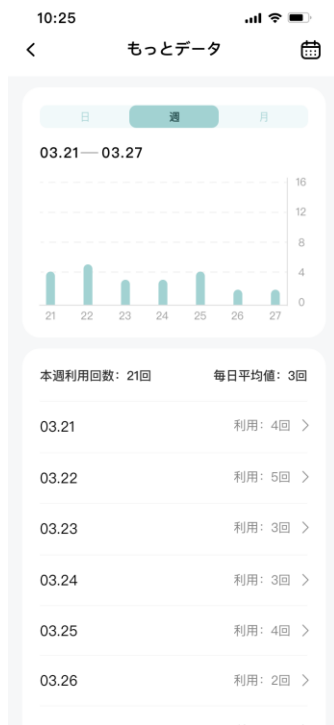 10:25
もっとデータ
日 週 月
03.21—03.27
16
12
8
4
0
21 22 23 24 25 26 27
本週利用回数：21回 毎日平均値：3回
03.21 利用：4回
03.22 利用：5回
03.23 利用：3回
03.24 利用：3回
03.25 利用：4回
03.26 利用：2回